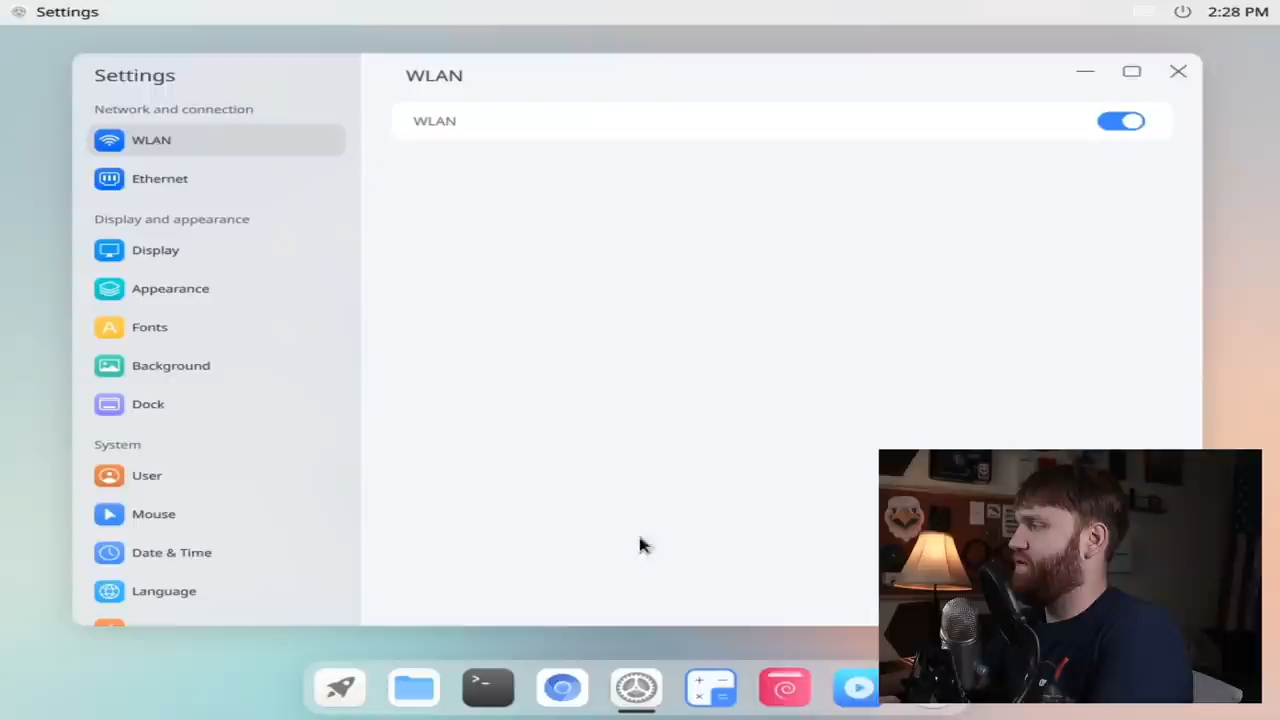 Settings
2:28 PM
Settings
Network and connection
WLAN
Ethernet
Display and appearance
Display
Appearance
Fonts
Background
Dock
System
User
Mouse
Date & Time
Language
WLAN
WLAN